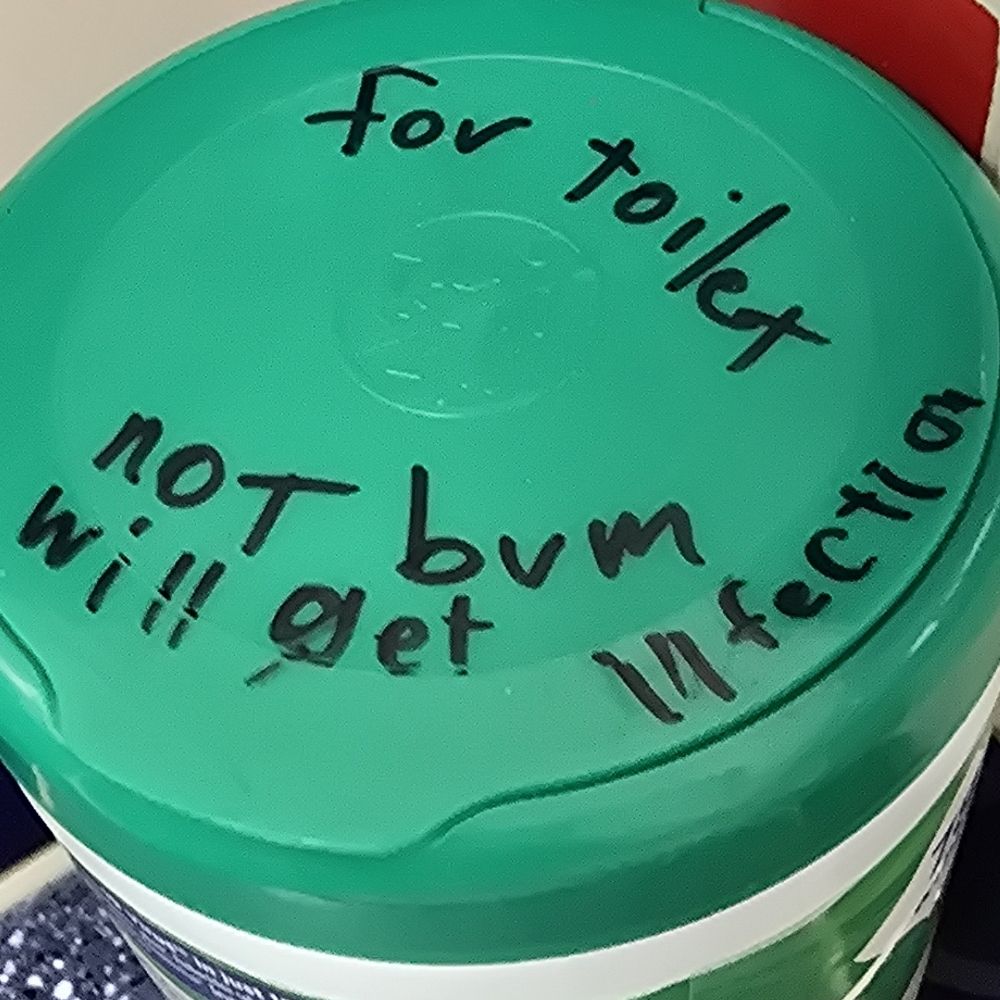 for toilet
noT bum
will get infecTion